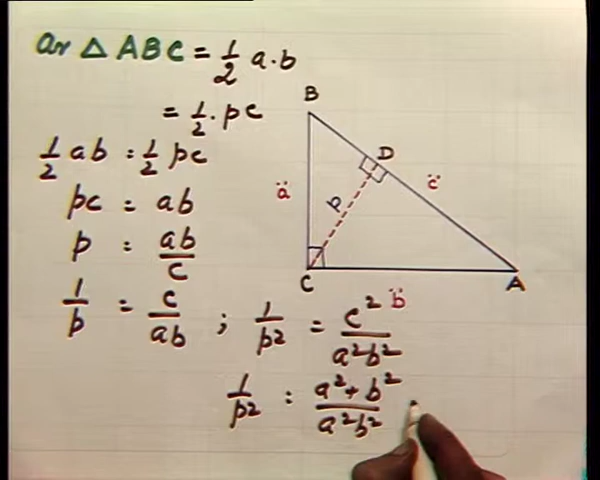 ar △ ABC = 1/2 a·b
= 1/2 · pc
1/2 ab = 1/2 pc
pc = ab
p = ab/c
1/p = c/ab ; 1/p² = c²/a²b²
1/p² = a²+b²/a²b²
B
D
"a"
p
"c"
C
"b"
A